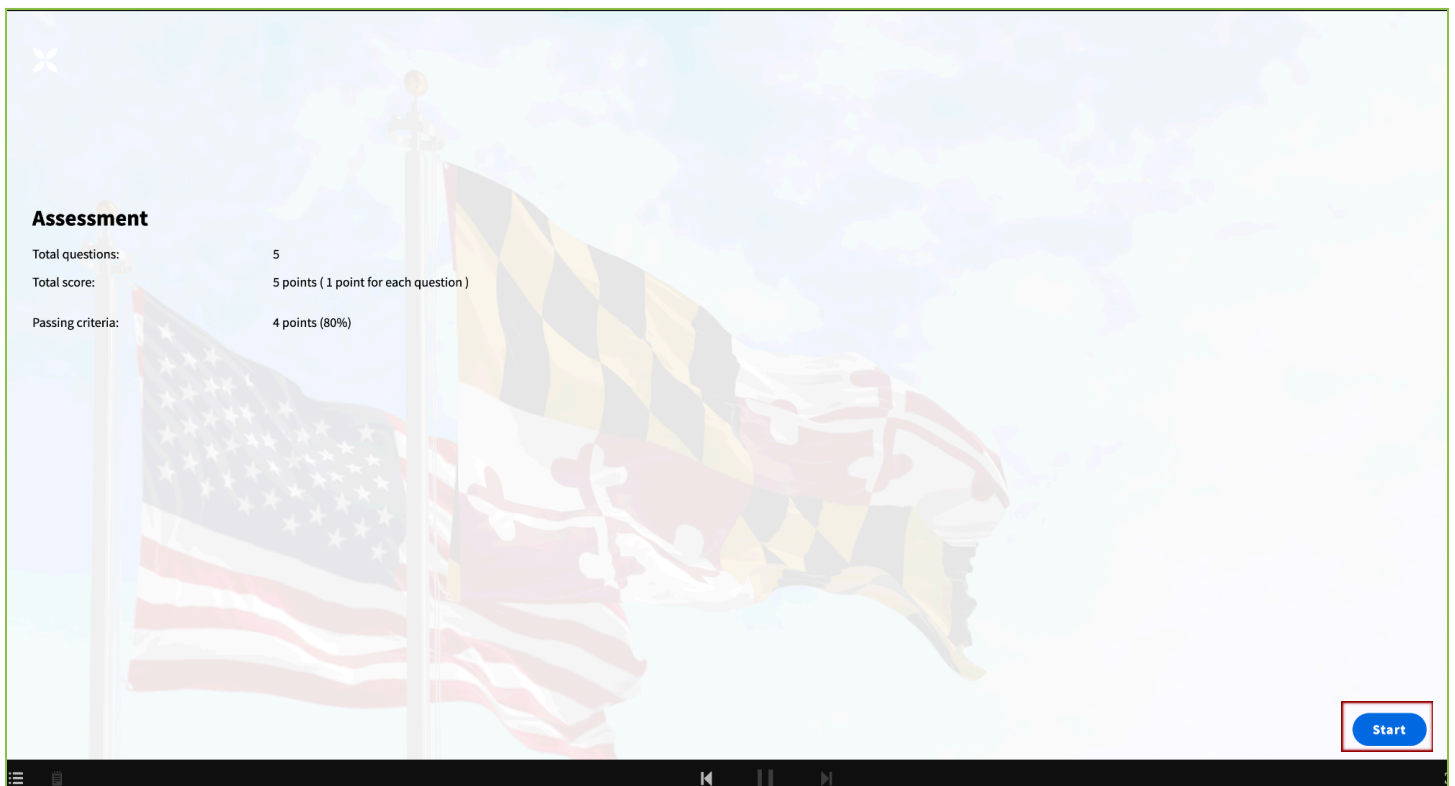 Assessment
Total questions: 5
Total score: 5 points ( 1 point for each question )
Passing criteria: 4 points (80%)
Start